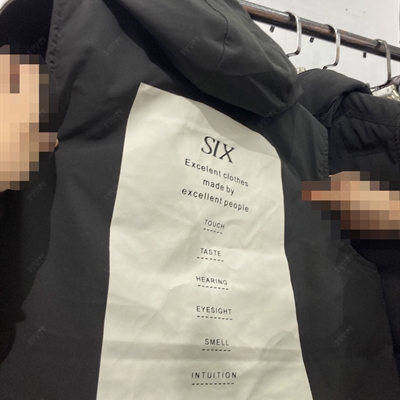 SIX
Excelent clothes
made by
excellent people
TOUCH
TASTE
HEARING
EYESIGHT
SMELL
INTUITION